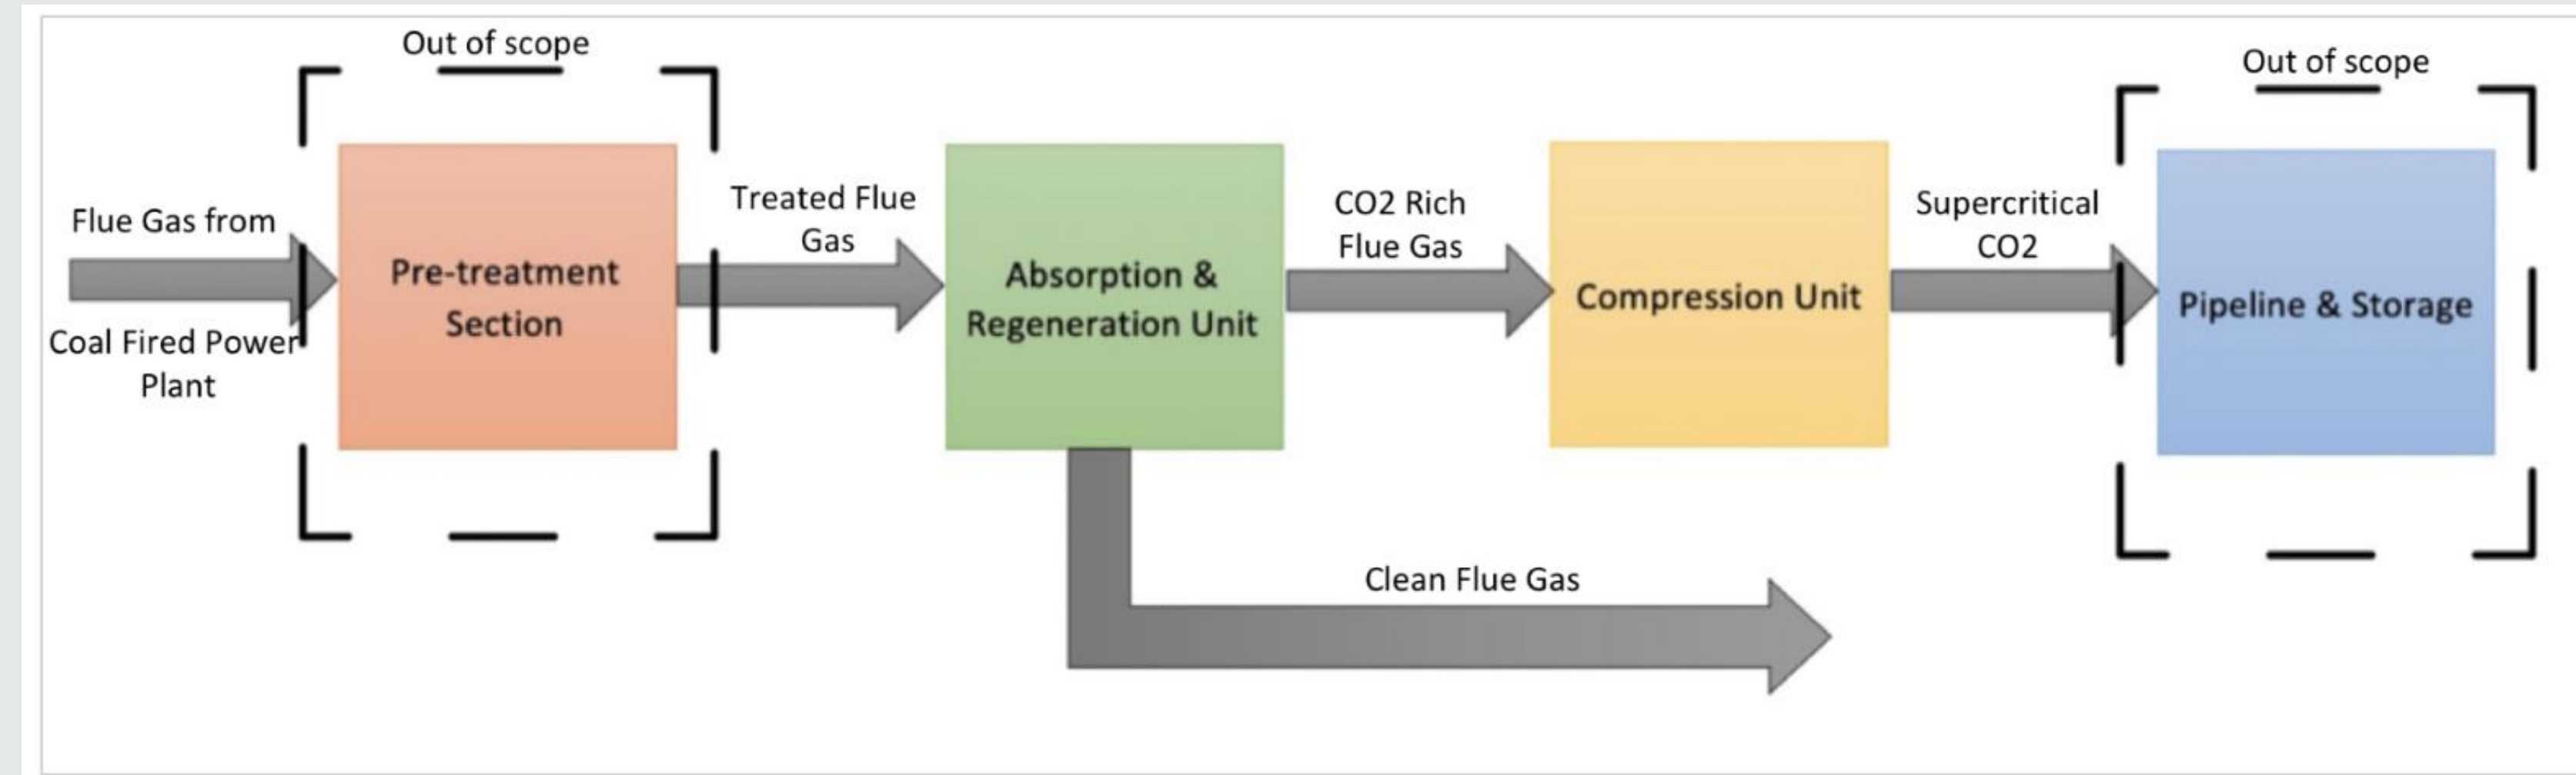 Out of scope
Out of scope
Flue Gas from
Coal Fired Power
Plant
Pre-treatment
Section
Treated Flue
Gas
Absorption &
Regeneration Unit
CO2 Rich
Flue Gas
Compression Unit
Supercritical
CO2
Pipeline & Storage
Clean Flue Gas